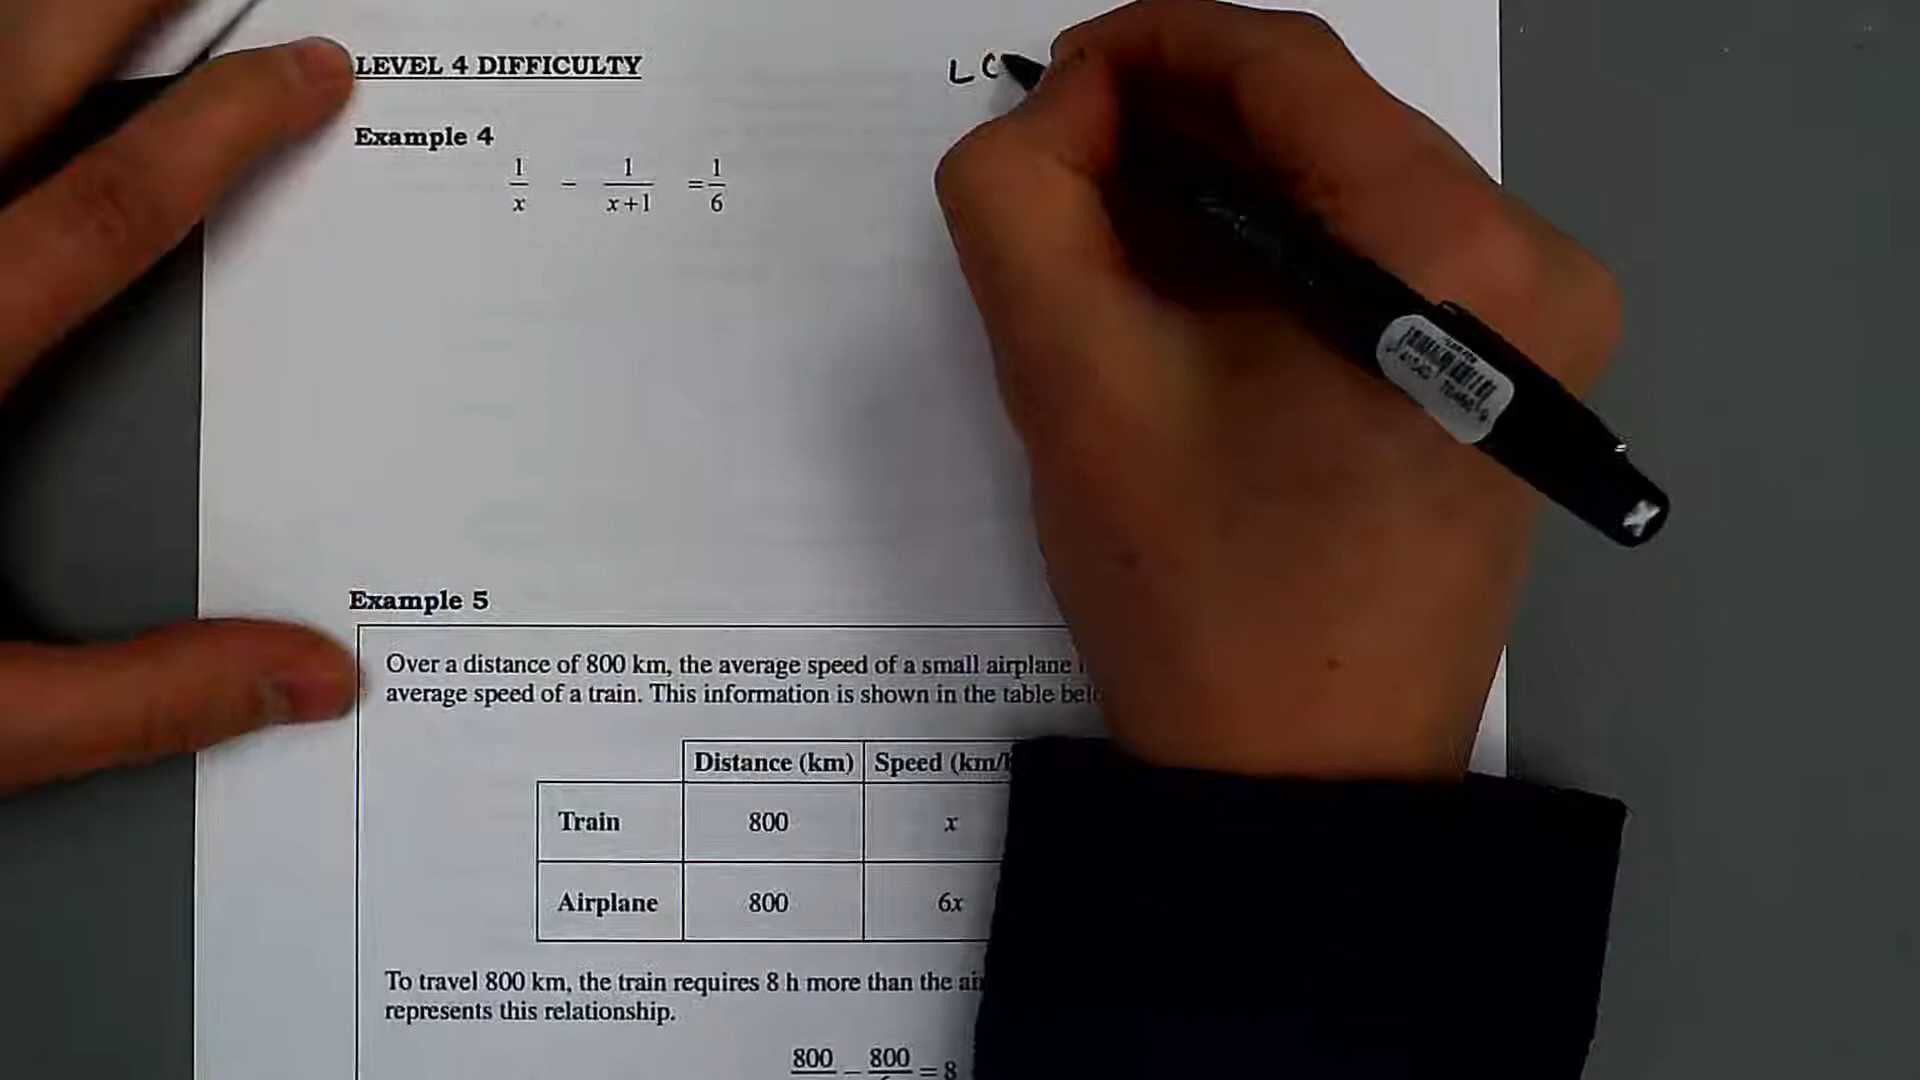 LEVEL 4 DIFFICULTY
LC
Example 4
1/x - 1/(x+1) = 1/6
Example 5
Over a distance of 800 km, the average speed of a small airplane
average speed of a train. This information is shown in the table
Distance (km) Speed (km/
Train 800 x
Airplane 800 6x
To travel 800 km, the train requires 8 h more than the
represents this relationship.
800 - 800 = 8